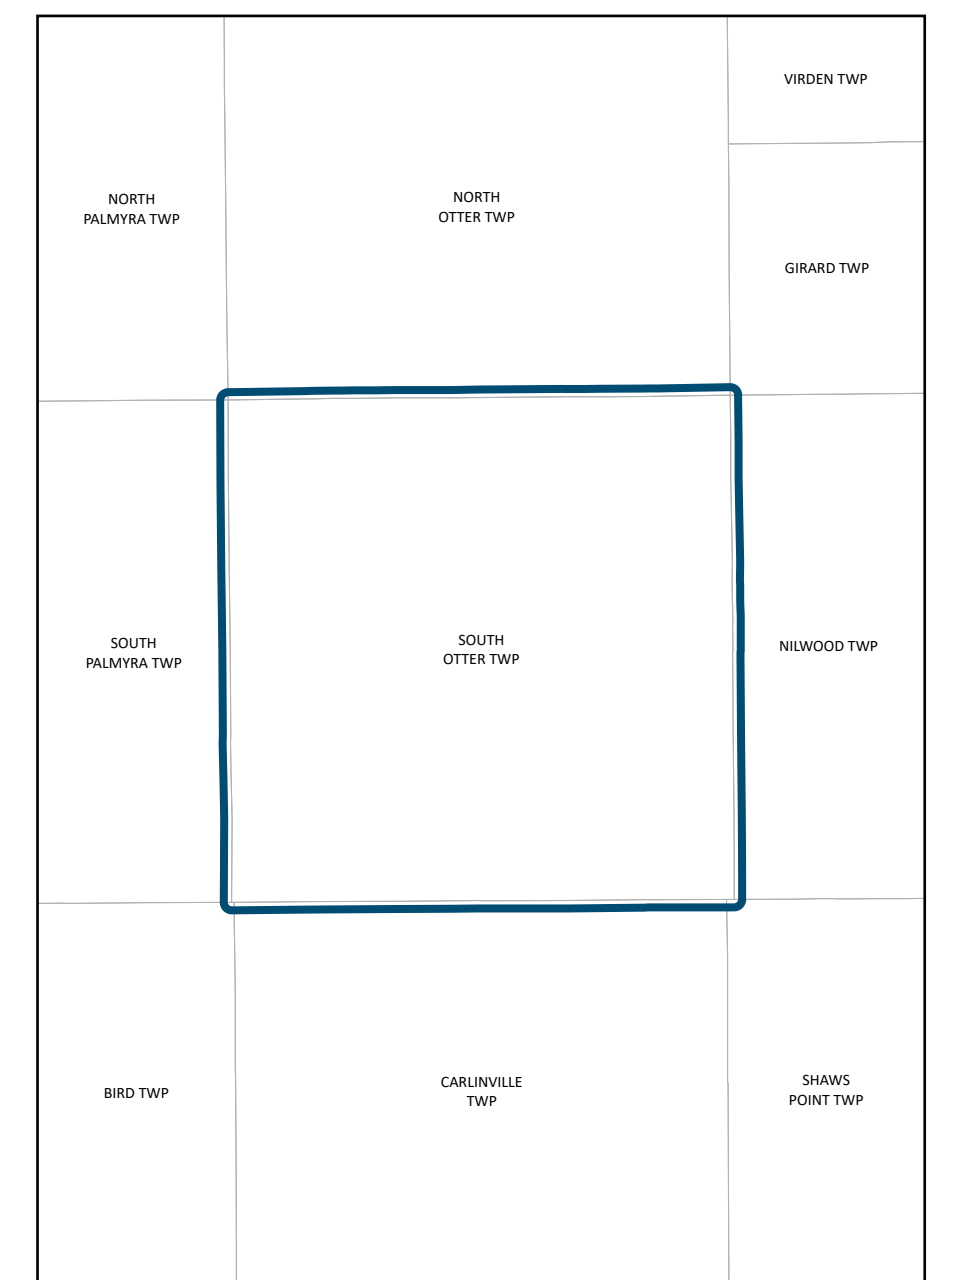 VIRDEN TWP
NORTH
PALMYRA TWP
NORTH
OTTER TWP
GIRARD TWP
SOUTH
PALMYRA TWP
SOUTH
OTTER TWP
NILWOOD TWP
BIRD TWP
CARLINVILLE
TWP
SHAWS
POINT TWP